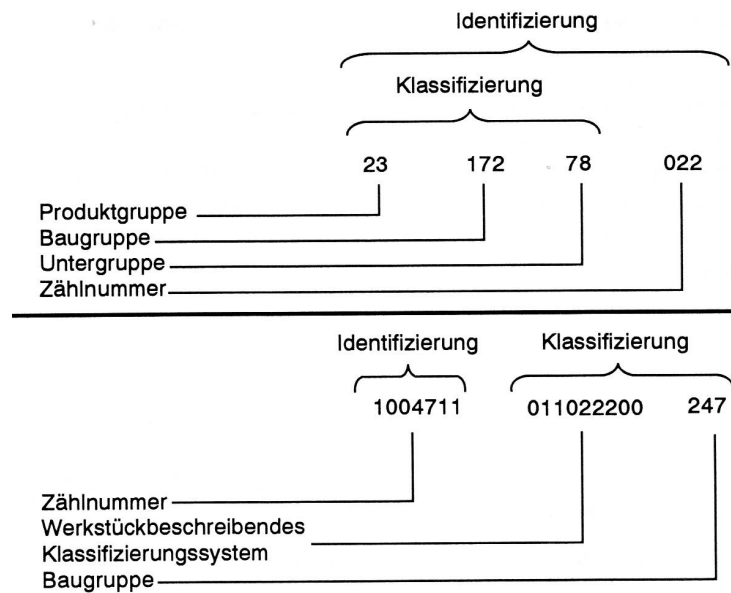 Identifizierung
Klassifizierung
23 172 78 022
Produktgruppe
Baugruppe
Untergruppe
Zählnummer
Identifizierung Klassifizierung
1004711 011022200 247
Zählnummer
Werkstückbeschreibendes
Klassifizierungssystem
Baugruppe